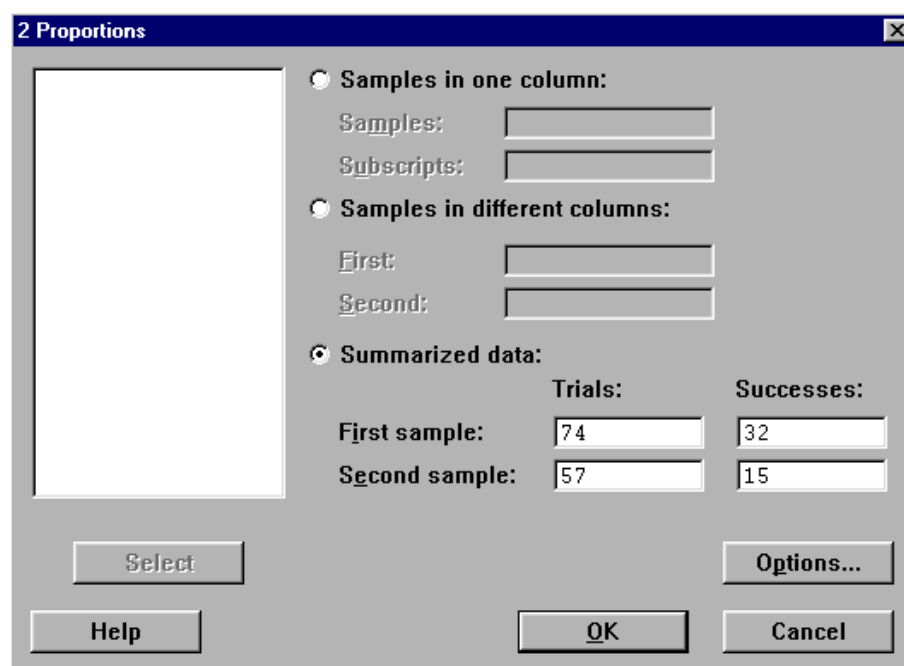 2 Proportions
Samples in one column:
Samples:
Subscripts:
Samples in different columns:
First:
Second:
Summarized data:
Trials: Successes:
First sample: 74 32
Second sample: 57 15
Select Options...
Help OK Cancel